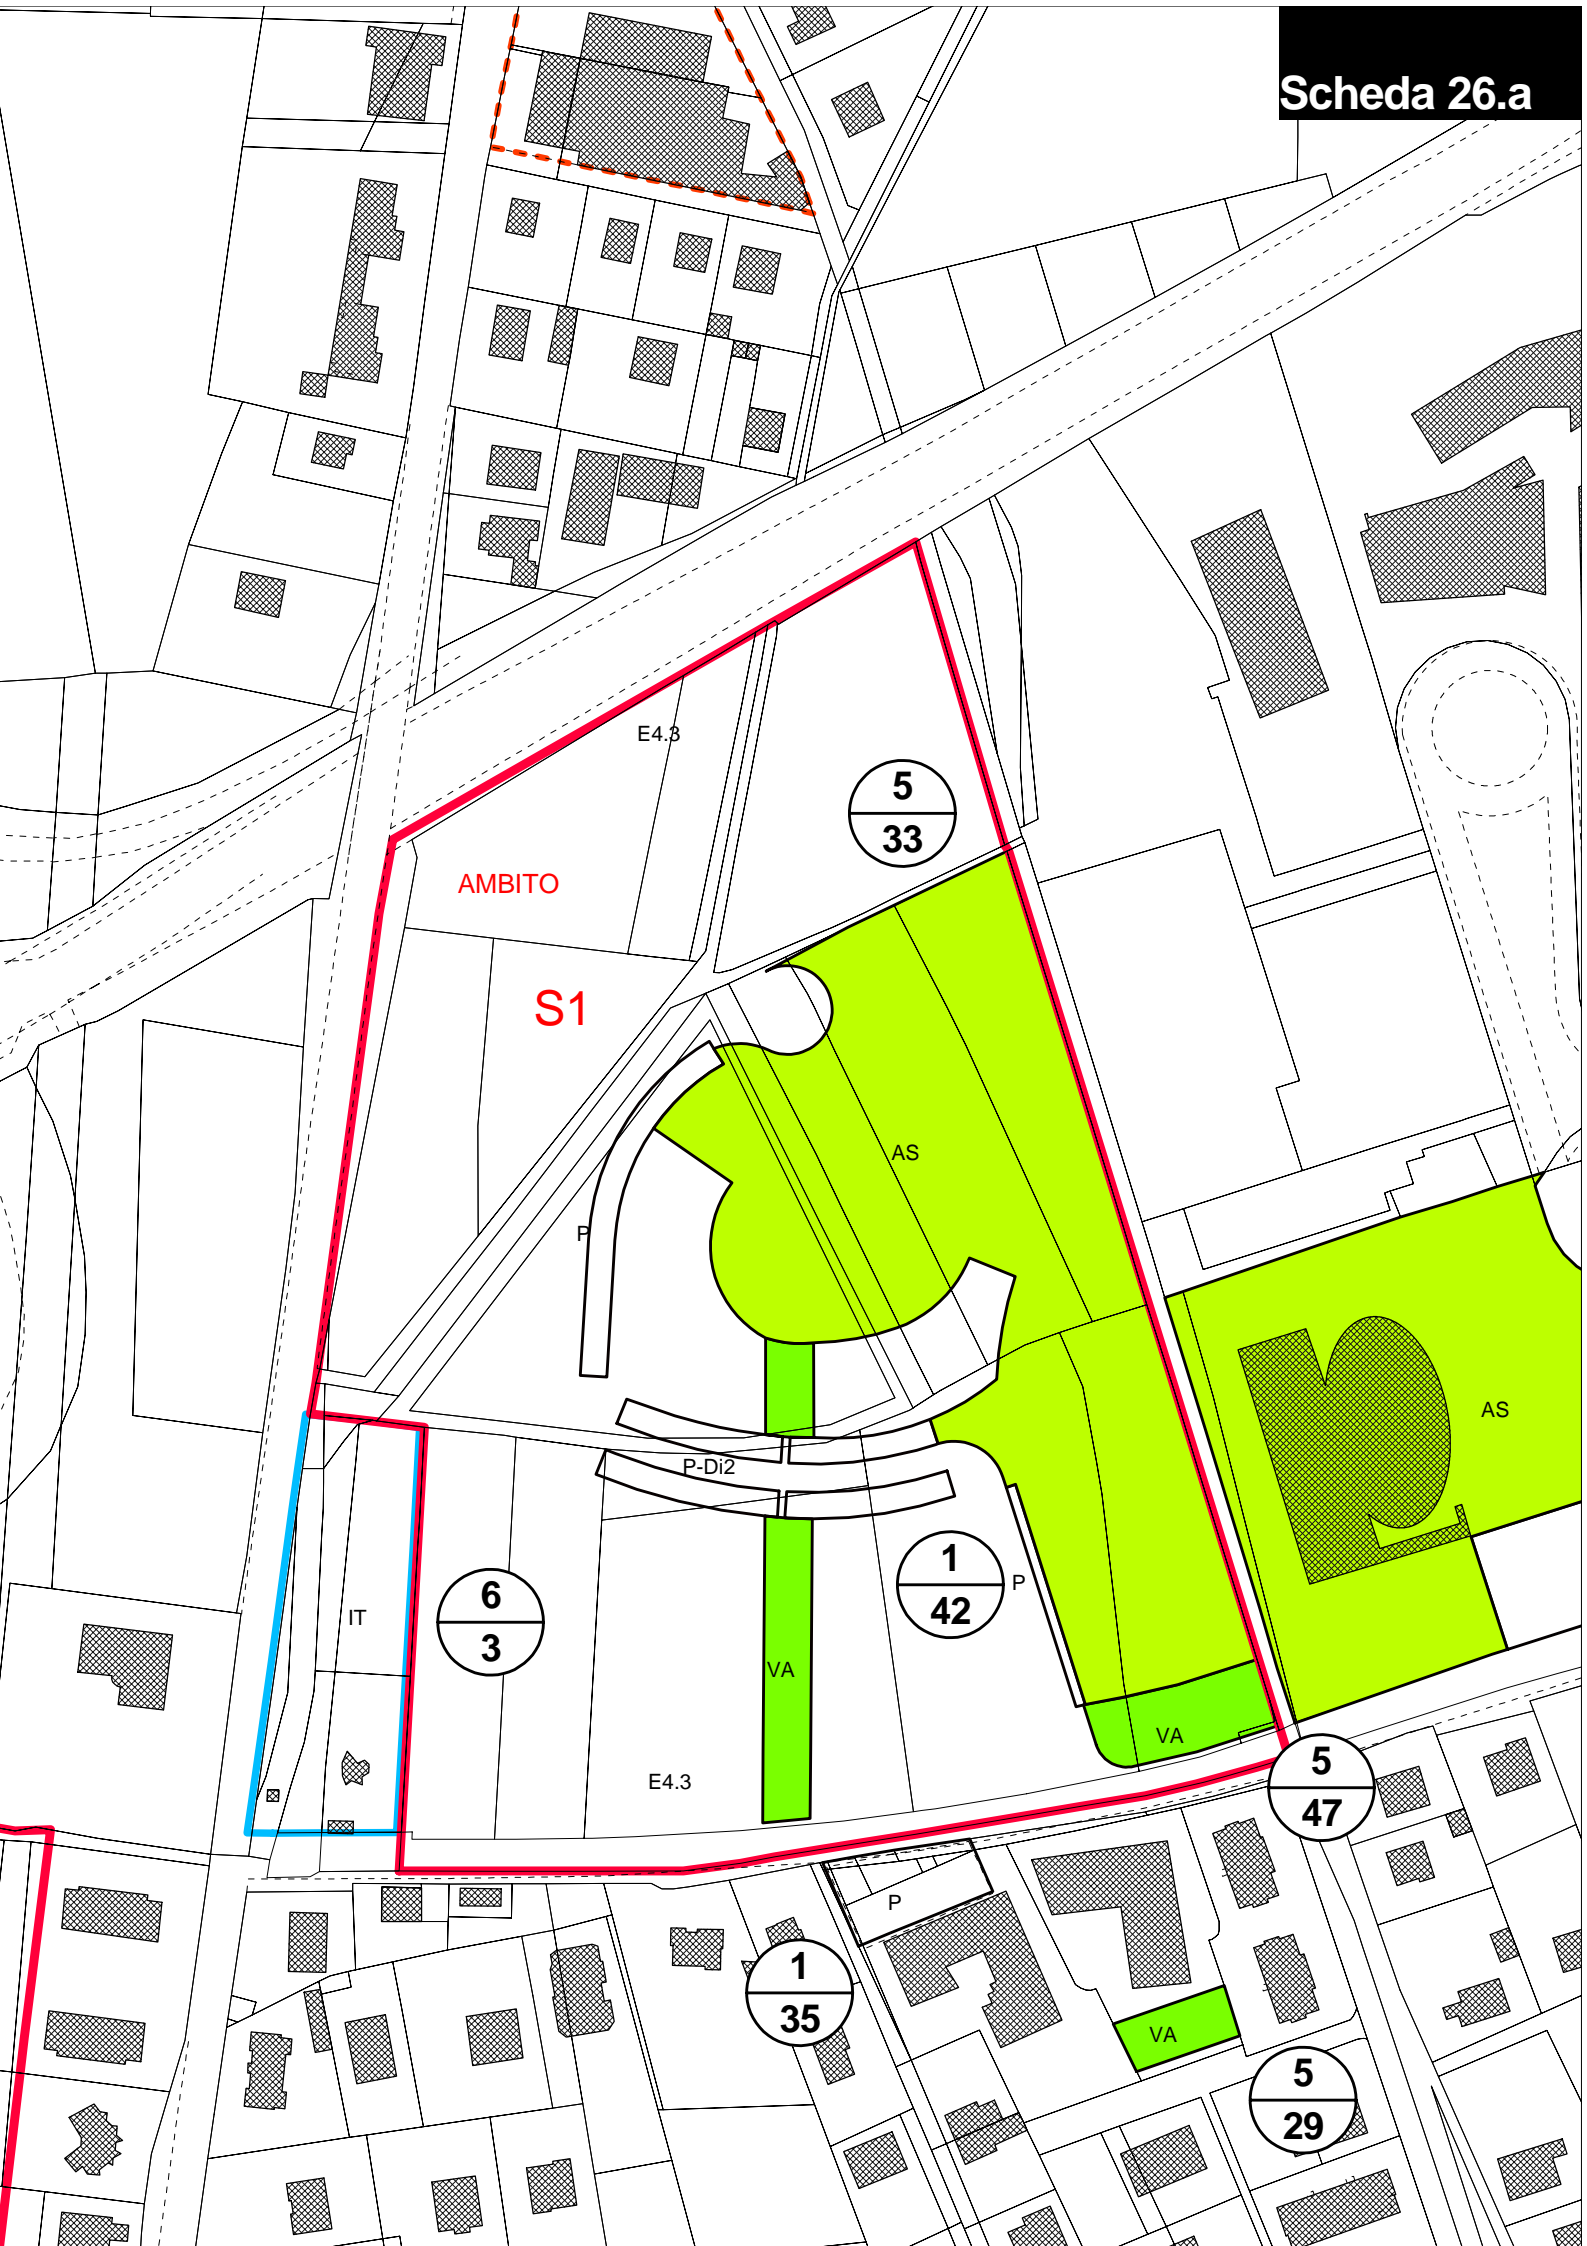 Scheda 26.a
E4.3
5
33
AMBITO
S1
AS
P
AS
P-Di2
1
42
P
6
3
IT
VA
VA
E4.3
5
47
P
1
35
VA
5
29